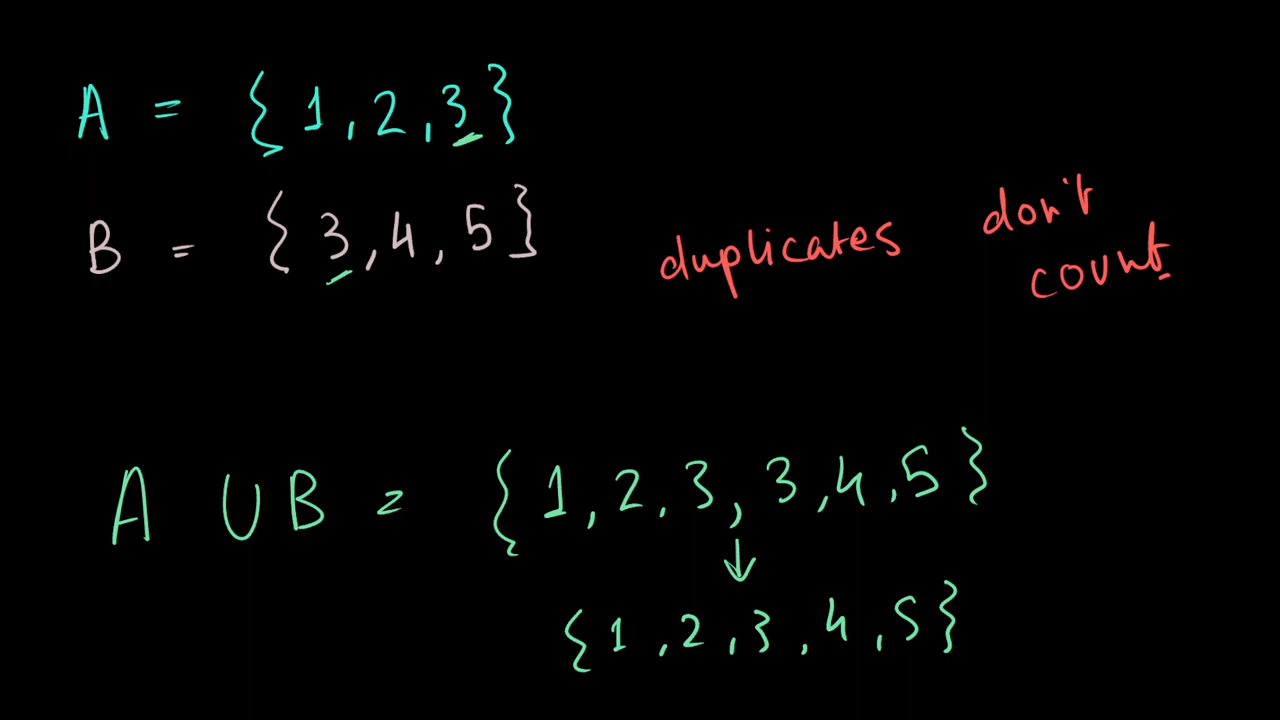 A = {1,2,3}
B = {3,4,5}
duplicates don't
count
A ∪ B = {1,2,3,3,4,5}
↓
{1,2,3,4,5}